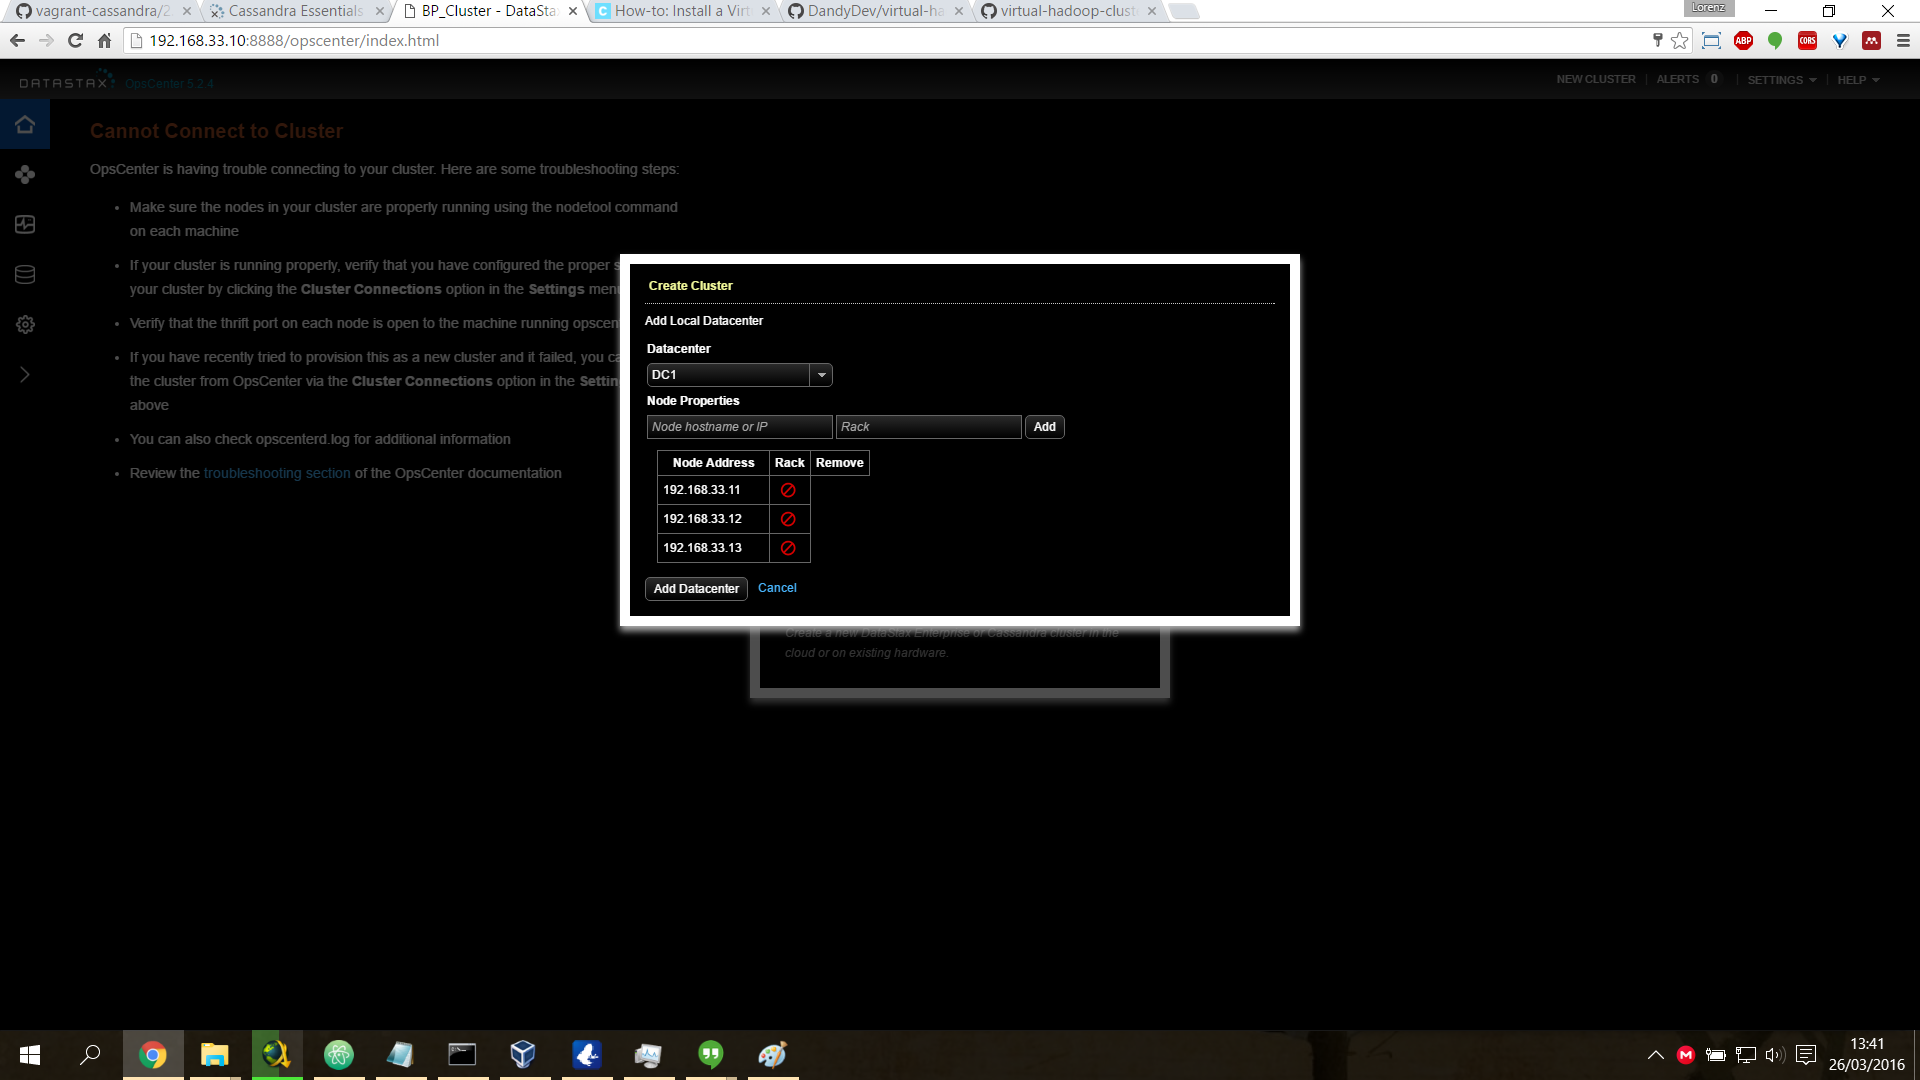 vagrant-cassandra/2
Cassandra Essentials
BP_Cluster - DataSta
How-to: Install a Virt
DandyDev/virtual-ha
virtual-hadoop-clust
Lorenz
192.168.33.10:8888/opscenter/index.html
ABP
CORS
DATASTAX
OpsCenter 5.2.4
NEW CLUSTER
ALERTS 0
SETTINGS
HELP
Cannot Connect to Cluster
OpsCenter is having trouble connecting to your cluster. Here are some troubleshooting steps:
• Make sure the nodes in your cluster are properly running using the nodetool command
on each machine
• If your cluster is running properly, verify that you have configured the proper s
your cluster by clicking the Cluster Connections option in the Settings menu
• Verify that the thrift port on each node is open to the machine running opscen
• If you have recently tried to provision this as a new cluster and it failed, you ca
the cluster from OpsCenter via the Cluster Connections option in the Settin
above
• You can also check opscenterd.log for additional information
• Review the troubleshooting section of the OpsCenter documentation
Create Cluster
Add Local Datacenter
Datacenter
DC1
Node Properties
Node hostname or IP
Rack
Add
Node Address Rack Remove
192.168.33.11
192.168.33.12
192.168.33.13
Add Datacenter
Cancel
Create a new DataStax Enterprise or Cassandra cluster in the
cloud or on existing hardware.
13:41
26/03/2016